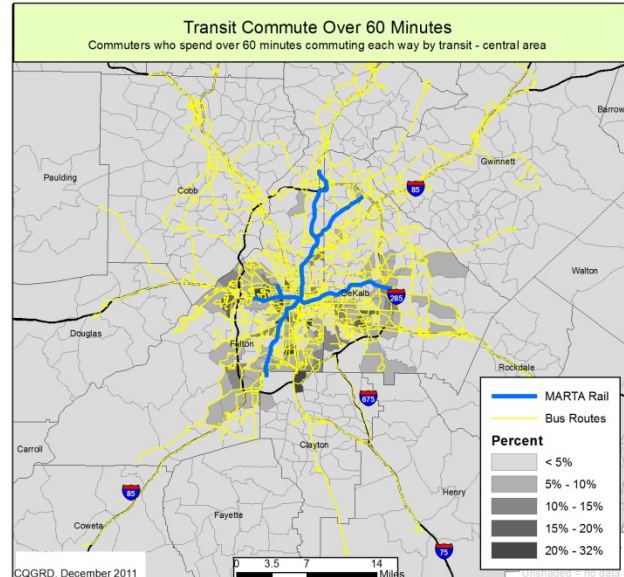 Transit Commute Over 60 Minutes
Commuters who spend over 60 minutes commuting each way by transit - central area
Barrow
Gwinnett
Paulding
Cobb
85
Walton
DeKalb
285
Douglas
Fulton
Rockdale
675
Carroll
Clayton
Henry
85
Fayette
Coweta
75
MARTA Rail
Bus Routes
Percent
< 5%
5% - 10%
10% - 15%
15% - 20%
20% - 32%
Unshaded = no data
CQGRD, December 2011
0 3.5 7 14
Miles